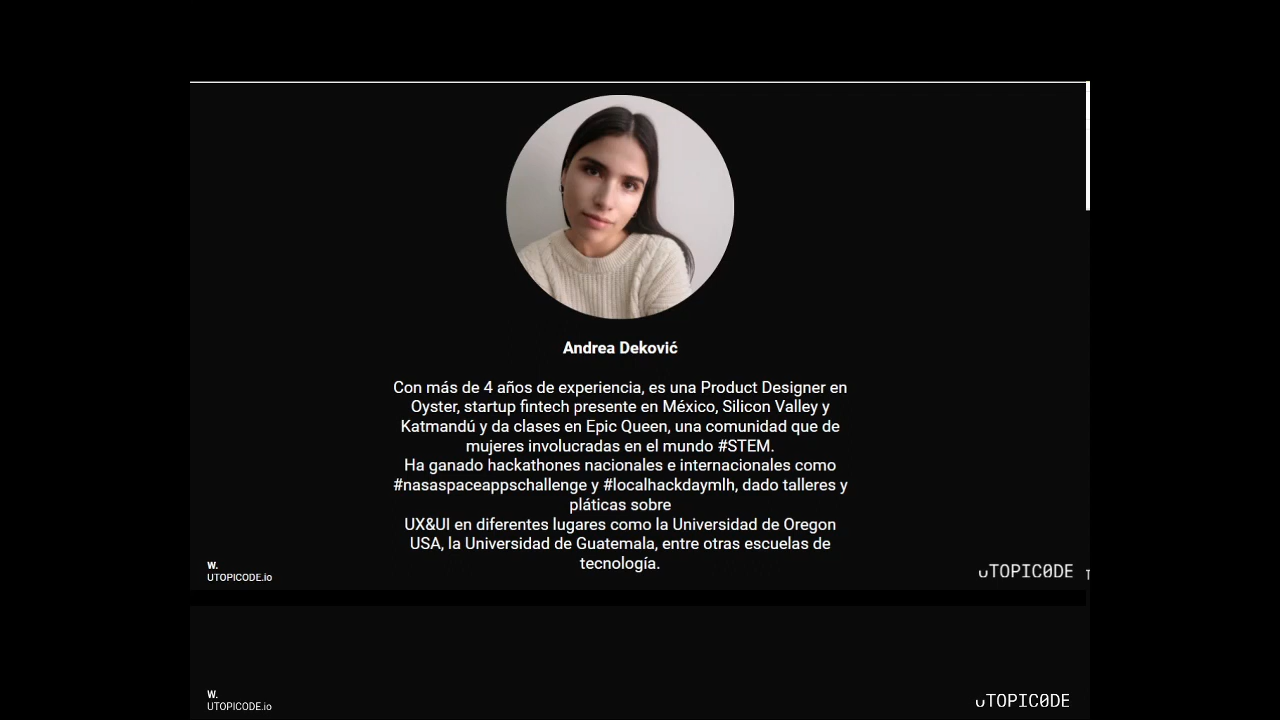 Andrea Deković
Con más de 4 años de experiencia, es una Product Designer en
Oyster, startup fintech presente en México, Silicon Valley y
Katmandú y da clases en Epic Queen, una comunidad que de
mujeres involucradas en el mundo #STEM.
Ha ganado hackathones nacionales e internacionales como
#nasaspaceappschallenge y #localhackdaymlh, dado talleres y
pláticas sobre
UX&UI en diferentes lugares como la Universidad de Oregon
USA, la Universidad de Guatemala, entre otras escuelas de
tecnología.
W.
UTOPICODE.io
uTOPIC0DE
W.
UTOPICODE.io
uTOPIC0DE